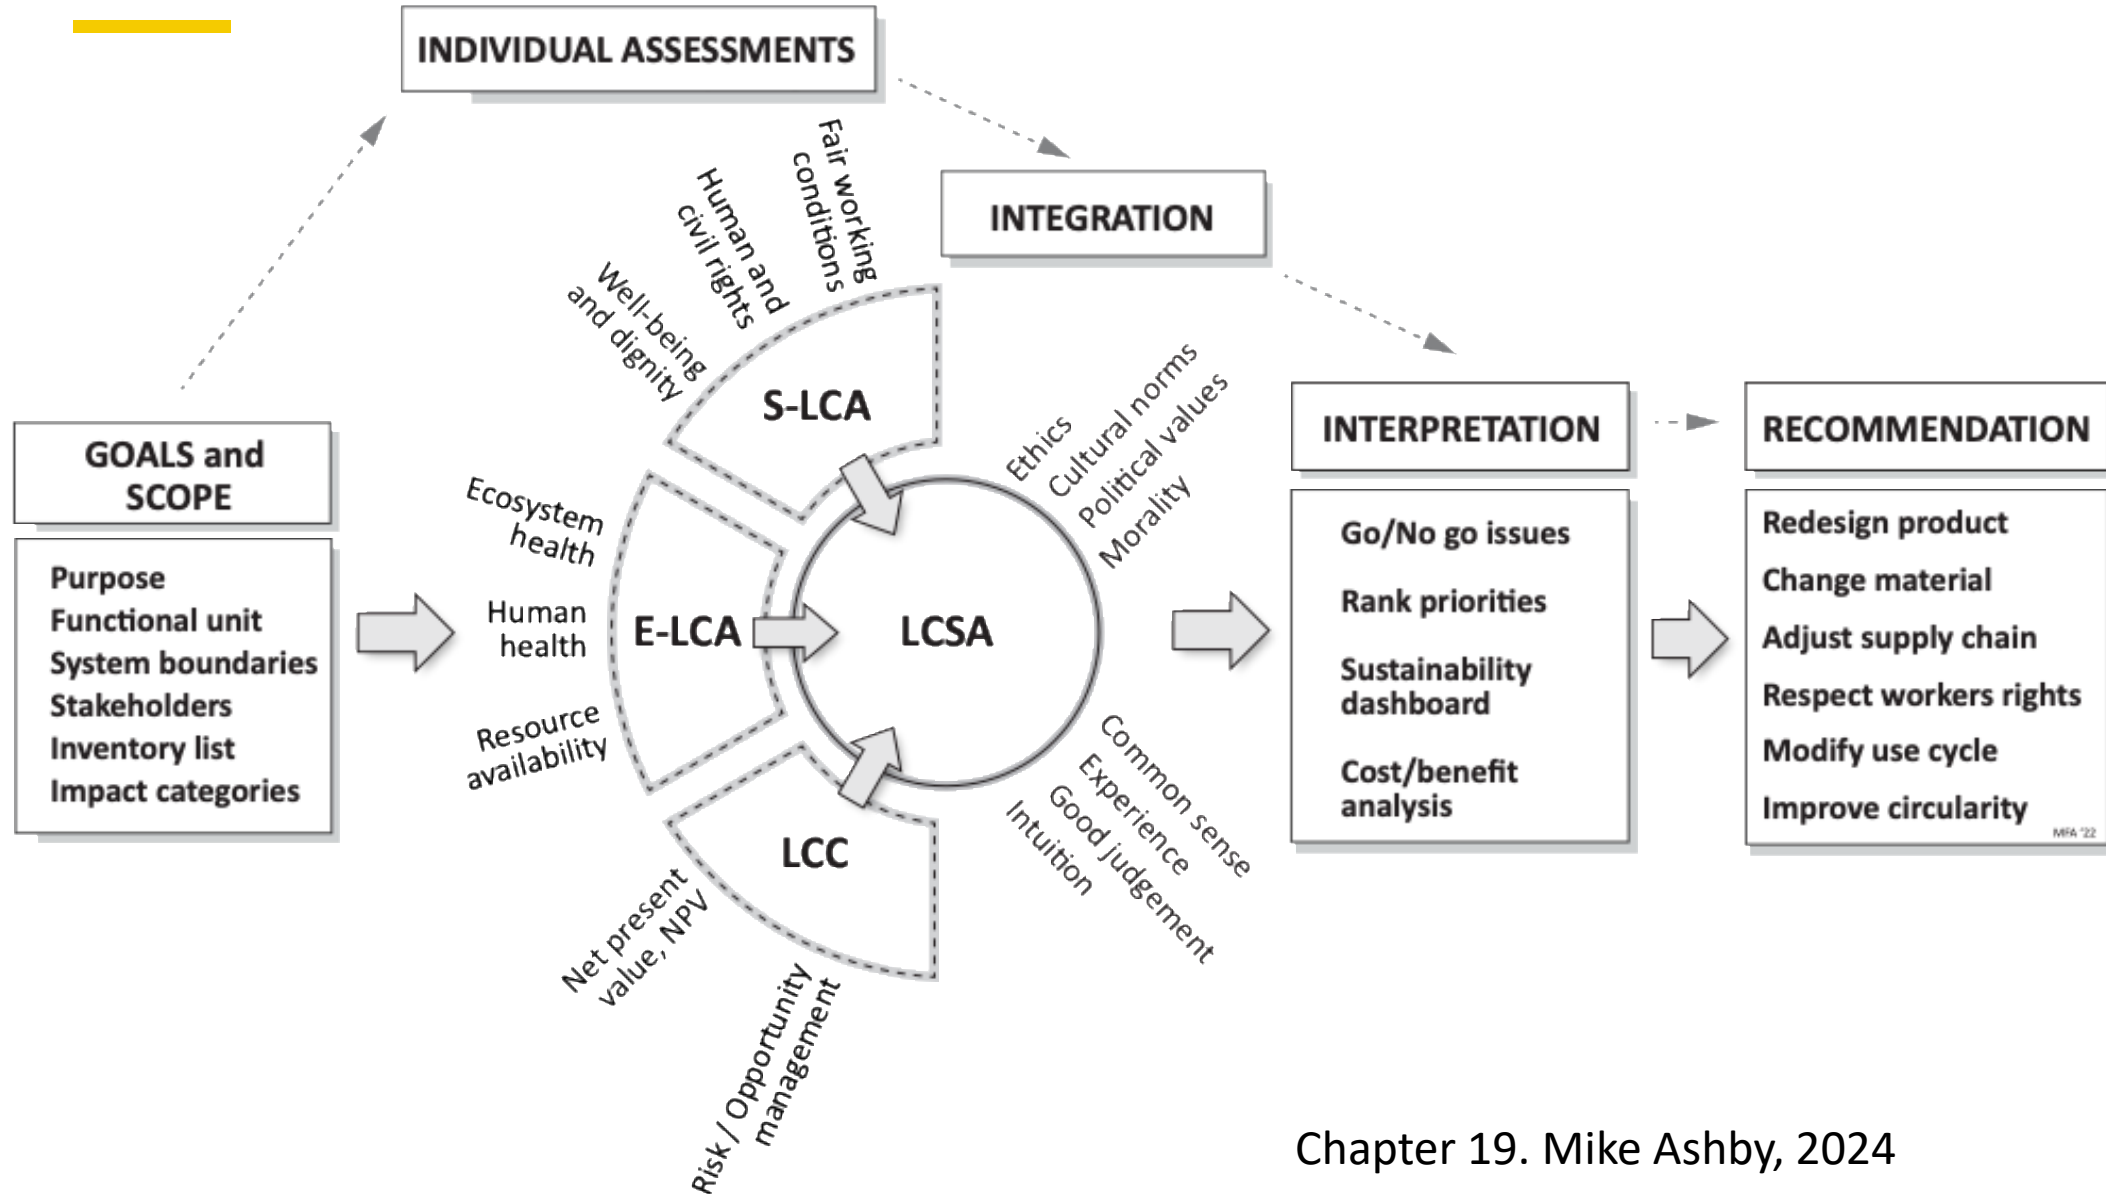 INDIVIDUAL ASSESSMENTS
INTEGRATION
GOALS and
SCOPE
Purpose
Functional unit
System boundaries
Stakeholders
Inventory list
Impact categories
Fair working
conditions
Human and
civil rights
Well-being
and dignity
S-LCA
Ecosystem
health
Human
health
Resource
availability
E-LCA
LCSA
LCC
Net present
value, NPV
Risk / Opportunity
management
Ethics
Cultural norms
Political values
Morality
Common sense
Experience
Good judgement
Intuition
INTERPRETATION
Go/No go issues
Rank priorities
Sustainability
dashboard
Cost/benefit
analysis
RECOMMENDATION
Redesign product
Change material
Adjust supply chain
Respect workers rights
Modify use cycle
Improve circularity
MFA '22
Chapter 19. Mike Ashby, 2024